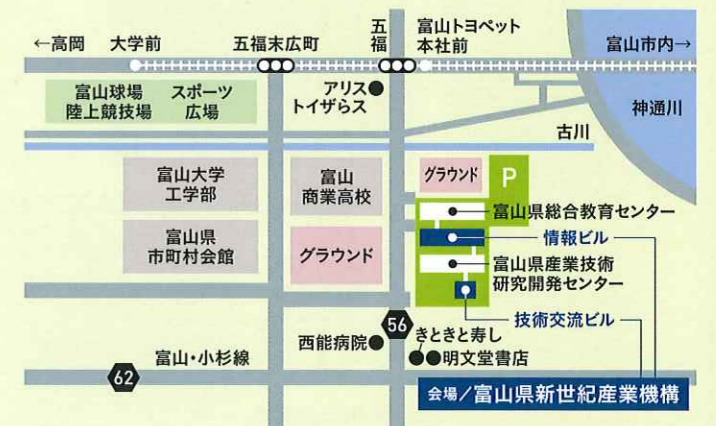 ←高岡
大学前
五福末広町
五福
富山トヨペット
本社前
富山市内→
富山球場
陸上競技場
スポーツ
広場
アリス
トイザらス
神通川
古川
富山大学
工学部
富山
商業高校
グラウンド
P
富山県総合教育センター
富山県
市町村会館
グラウンド
情報ビル
富山県産業技術
研究開発センター
技術交流ビル
56
西能病院
きときと寿し
明文堂書店
富山・小杉線
62
会場/富山県新世紀産業機構